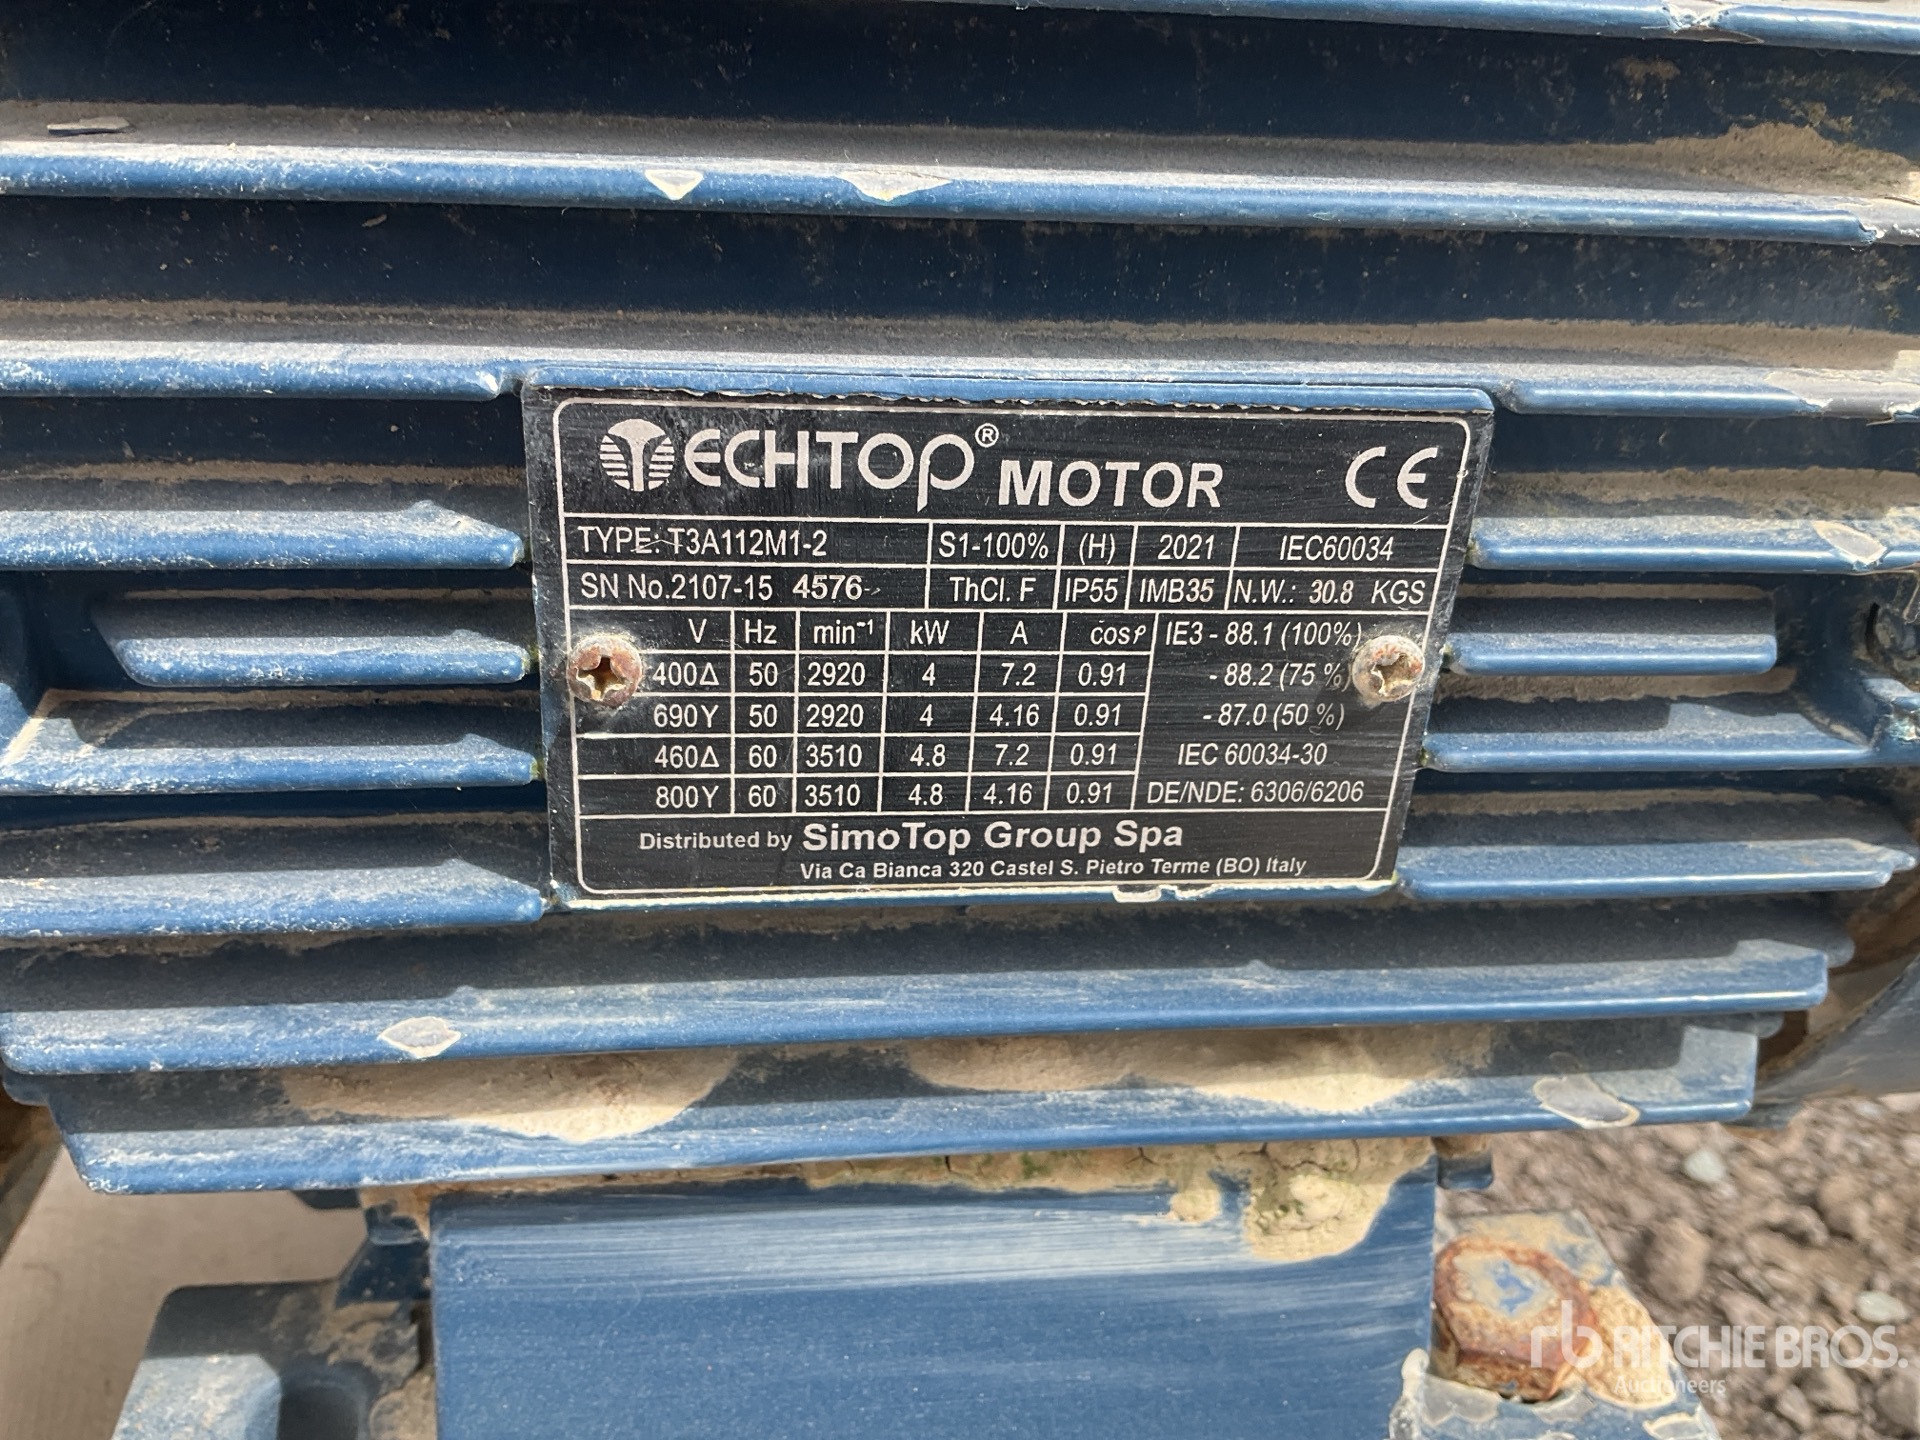 TECHTOP® MOTOR CE
TYPE: T3A112M1-2 S1-100% (H) 2021 IEC60034
SN No.2107-15 4576 ThCl. F IP55 IMB35 N.W.: 30.8 KGS
V Hz min⁻¹ kW A cosφ IE3 - 88.1 (100%)
400Δ 50 2920 4 7.2 0.91 - 88.2 (75 %)
690Y 50 2920 4 4.16 0.91 - 87.0 (50 %)
460Δ 60 3510 4.8 7.2 0.91 IEC 60034-30
800Y 60 3510 4.8 4.16 0.91 DE/NDE: 6306/6206
Distributed by SimoTop Group Spa
Via Ca Bianca 320 Castel S. Pietro Terme (BO) Italy
rb RITCHIE BROS.
Auctioneers